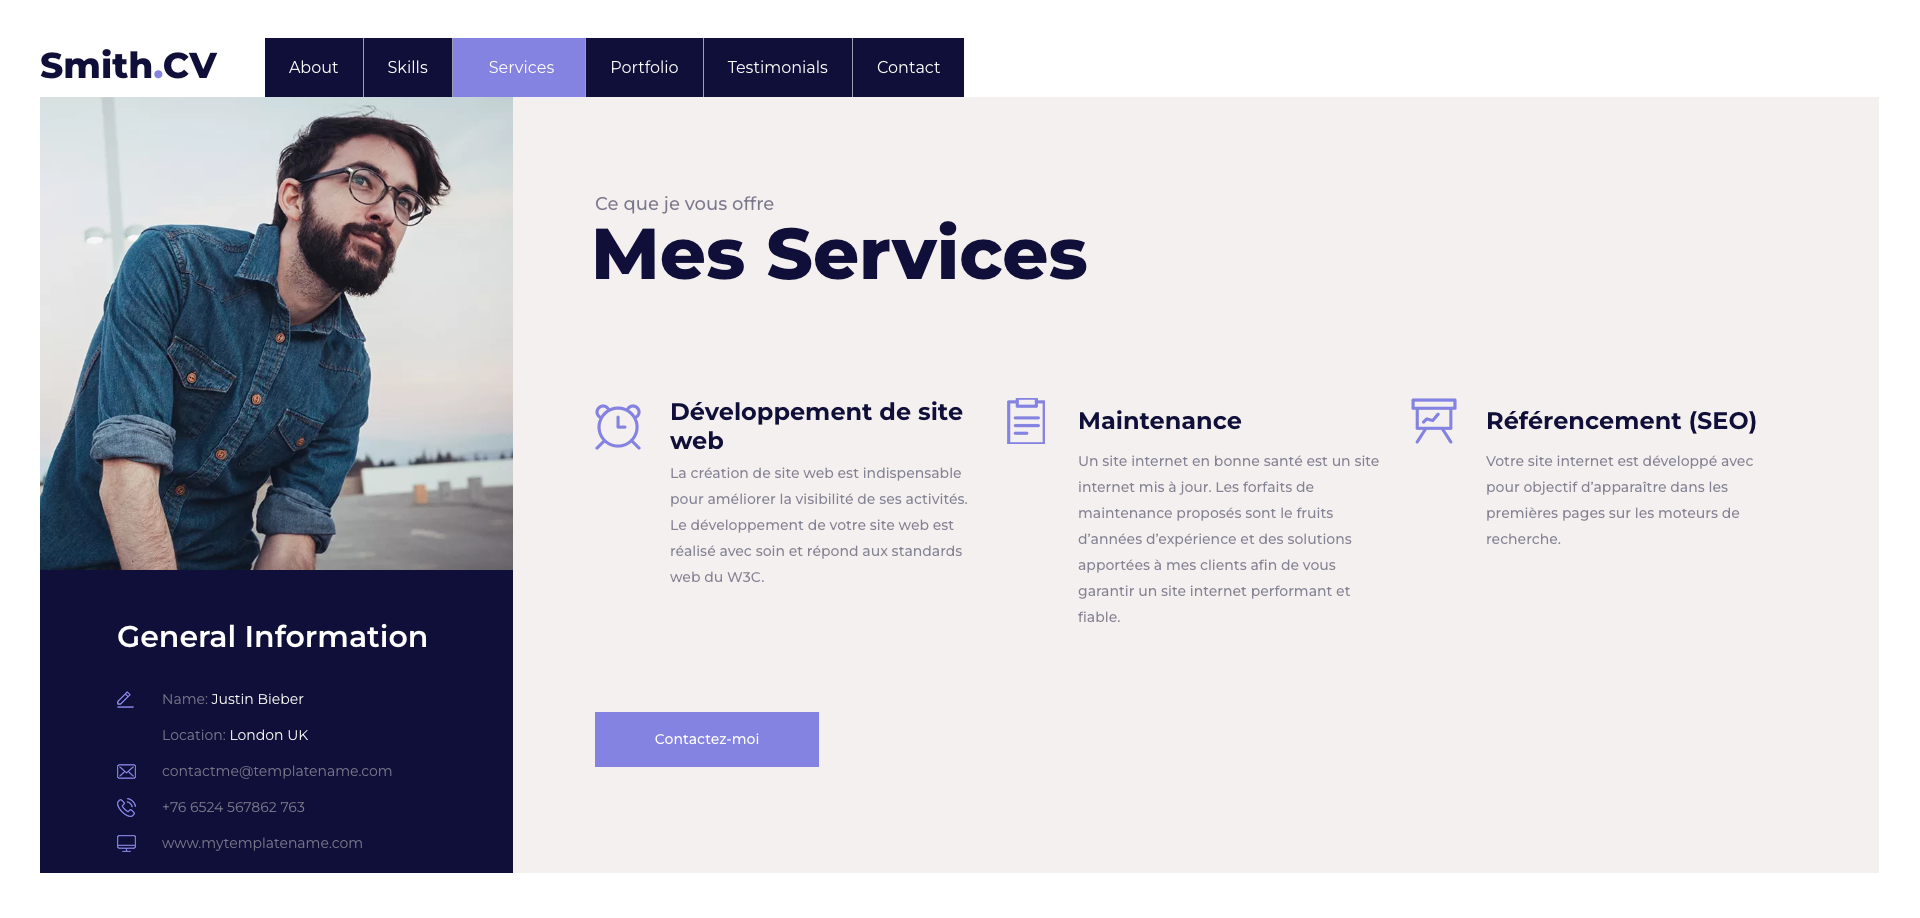 Smith.CV
About
Skills
Services
Portfolio
Testimonials
Contact
Ce que je vous offre
Mes Services
Développement de site
web
La création de site web est indispensable
pour améliorer la visibilité de ses activités.
Le développement de votre site web est
réalisé avec soin et répond aux standards
web du W3C.
Maintenance
Un site internet en bonne santé est un site
internet mis à jour. Les forfaits de
maintenance proposés sont le fruits
d’années d’expérience et des solutions
apportées à mes clients afin de vous
garantir un site internet performant et
fiable.
Référencement (SEO)
Votre site internet est développé avec
pour objectif d’apparaître dans les
premières pages sur les moteurs de
recherche.
Contactez-moi
General Information
Name: Justin Bieber
Location: London UK
contactme@templatename.com
+76 6524 567862 763
www.mytemplatename.com